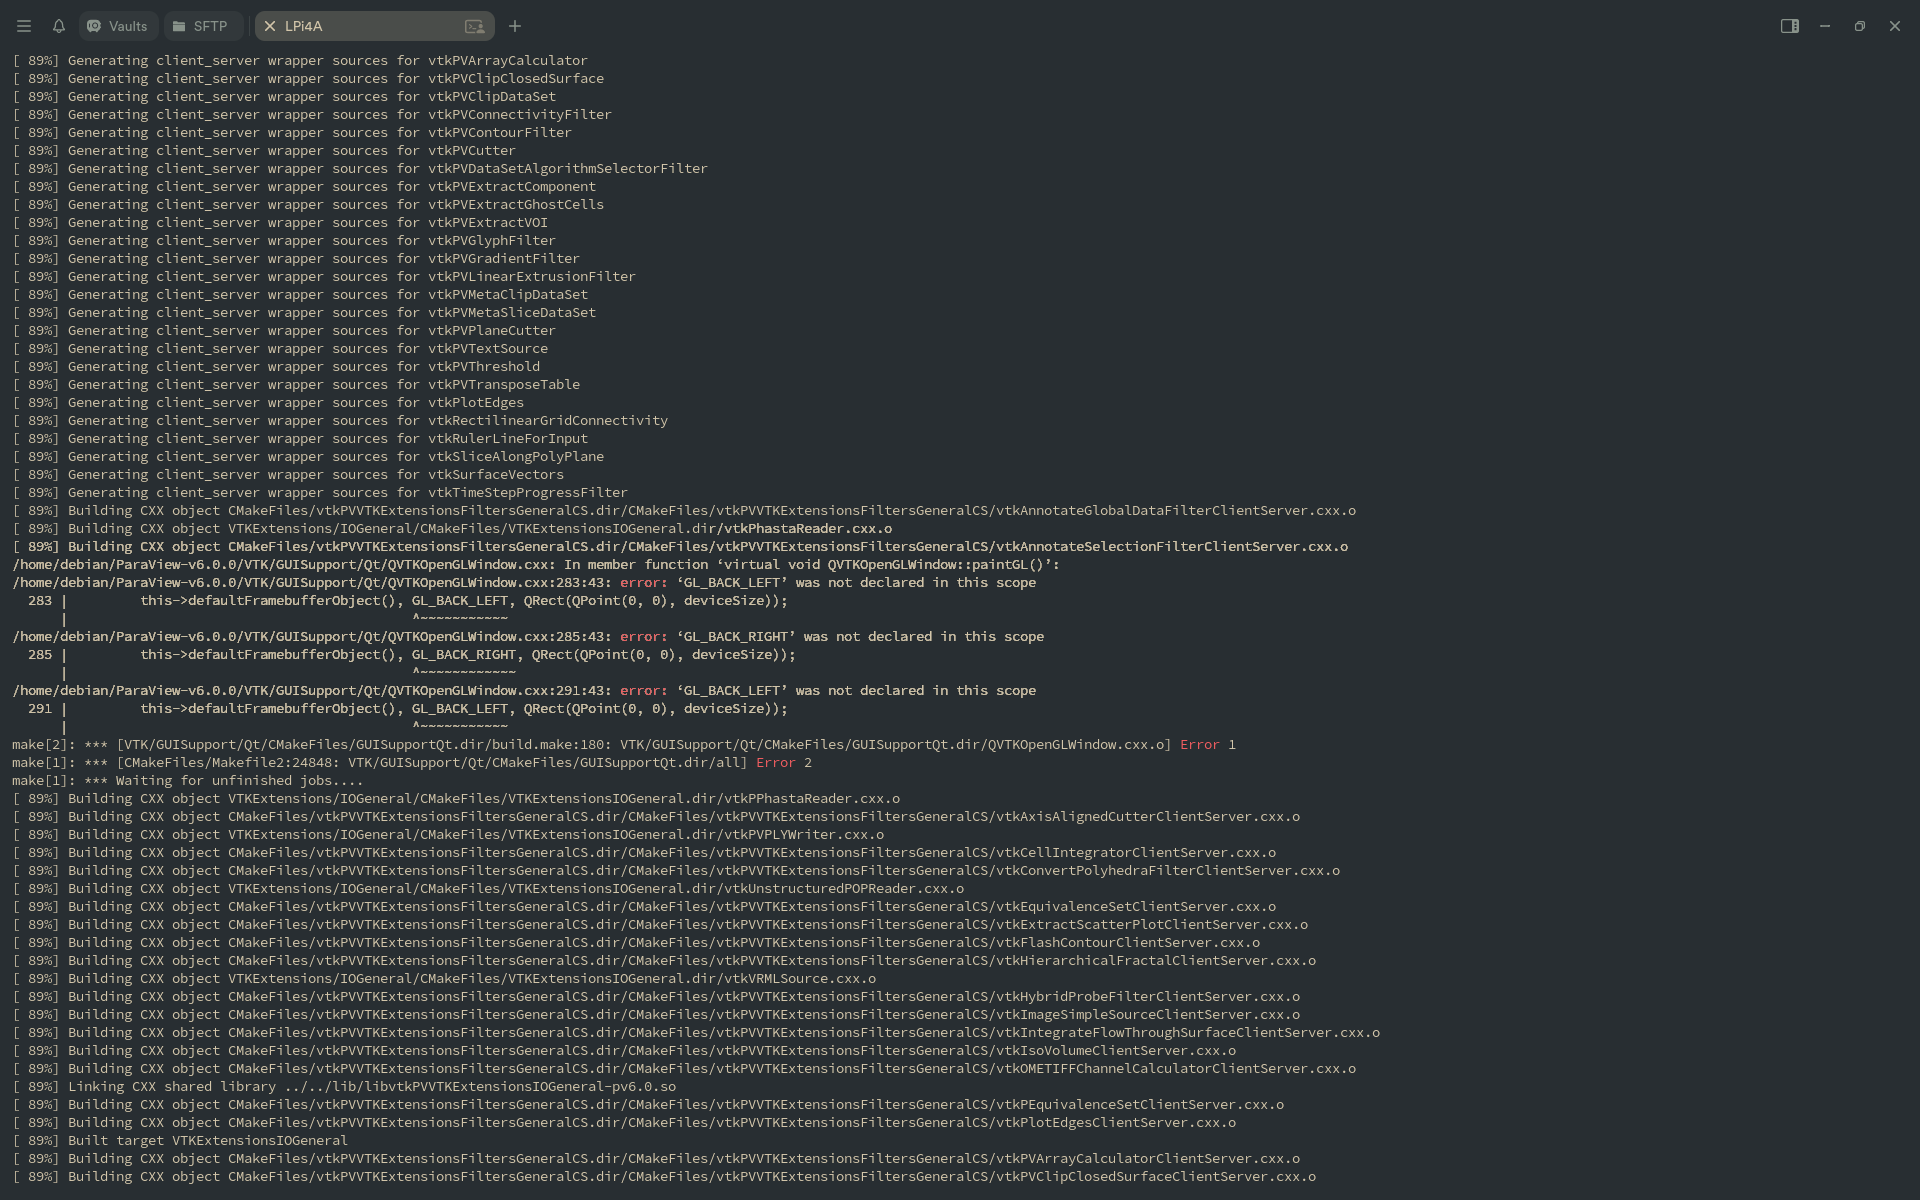 Vaults SFTP LPi4A
[ 89%] Generating client_server wrapper sources for vtkPVArrayCalculator
[ 89%] Generating client_server wrapper sources for vtkPVClipClosedSurface
[ 89%] Generating client_server wrapper sources for vtkPVClipDataSet
[ 89%] Generating client_server wrapper sources for vtkPVConnectivityFilter
[ 89%] Generating client_server wrapper sources for vtkPVContourFilter
[ 89%] Generating client_server wrapper sources for vtkPVCutter
[ 89%] Generating client_server wrapper sources for vtkPVDataSetAlgorithmSelectorFilter
[ 89%] Generating client_server wrapper sources for vtkPVExtractComponent
[ 89%] Generating client_server wrapper sources for vtkPVExtractGhostCells
[ 89%] Generating client_server wrapper sources for vtkPVExtractVOI
[ 89%] Generating client_server wrapper sources for vtkPVGlyphFilter
[ 89%] Generating client_server wrapper sources for vtkPVGradientFilter
[ 89%] Generating client_server wrapper sources for vtkPVLinearExtrusionFilter
[ 89%] Generating client_server wrapper sources for vtkPVMetaClipDataSet
[ 89%] Generating client_server wrapper sources for vtkPVMetaSliceDataSet
[ 89%] Generating client_server wrapper sources for vtkPVPlaneCutter
[ 89%] Generating client_server wrapper sources for vtkPVTextSource
[ 89%] Generating client_server wrapper sources for vtkPVThreshold
[ 89%] Generating client_server wrapper sources for vtkPVTransposeTable
[ 89%] Generating client_server wrapper sources for vtkPlotEdges
[ 89%] Generating client_server wrapper sources for vtkRectilinearGridConnectivity
[ 89%] Generating client_server wrapper sources for vtkRulerLineForInput
[ 89%] Generating client_server wrapper sources for vtkSliceAlongPolyPlane
[ 89%] Generating client_server wrapper sources for vtkSurfaceVectors
[ 89%] Generating client_server wrapper sources for vtkTimeStepProgressFilter
[ 89%] Building CXX object CMakeFiles/vtkPVVTKExtensionsFiltersGeneralCS.dir/CMakeFiles/vtkPVVTKExtensionsFiltersGeneralCS/vtkAnnotateGlobalDataFilterClientServer.cxx.o
[ 89%] Building CXX object VTKExtensions/IOGeneral/CMakeFiles/VTKExtensionsIOGeneral.dir/vtkPhastaReader.cxx.o
[ 89%] Building CXX object CMakeFiles/vtkPVVTKExtensionsFiltersGeneralCS.dir/CMakeFiles/vtkPVVTKExtensionsFiltersGeneralCS/vtkAnnotateSelectionFilterClientServer.cxx.o
/home/debian/ParaView-v6.0.0/VTK/GUISupport/Qt/QVTKOpenGLWindow.cxx: In member function ‘virtual void QVTKOpenGLWindow::paintGL()’:
/home/debian/ParaView-v6.0.0/VTK/GUISupport/Qt/QVTKOpenGLWindow.cxx:283:43: error: ‘GL_BACK_LEFT’ was not declared in this scope
283 | this->defaultFramebufferObject(), GL_BACK_LEFT, QRect(QPoint(0, 0), deviceSize));
| ^~~~~~~~~~~~
/home/debian/ParaView-v6.0.0/VTK/GUISupport/Qt/QVTKOpenGLWindow.cxx:285:43: error: ‘GL_BACK_RIGHT’ was not declared in this scope
285 | this->defaultFramebufferObject(), GL_BACK_RIGHT, QRect(QPoint(0, 0), deviceSize));
| ^~~~~~~~~~~~~
/home/debian/ParaView-v6.0.0/VTK/GUISupport/Qt/QVTKOpenGLWindow.cxx:291:43: error: ‘GL_BACK_LEFT’ was not declared in this scope
291 | this->defaultFramebufferObject(), GL_BACK_LEFT, QRect(QPoint(0, 0), deviceSize));
| ^~~~~~~~~~~~
make[2]: *** [VTK/GUISupport/Qt/CMakeFiles/GUISupportQt.dir/build.make:180: VTK/GUISupport/Qt/CMakeFiles/GUISupportQt.dir/QVTKOpenGLWindow.cxx.o] Error 1
make[1]: *** [CMakeFiles/Makefile2:24848: VTK/GUISupport/Qt/CMakeFiles/GUISupportQt.dir/all] Error 2
make[1]: *** Waiting for unfinished jobs....
[ 89%] Building CXX object VTKExtensions/IOGeneral/CMakeFiles/VTKExtensionsIOGeneral.dir/vtkPPhastaReader.cxx.o
[ 89%] Building CXX object CMakeFiles/vtkPVVTKExtensionsFiltersGeneralCS.dir/CMakeFiles/vtkPVVTKExtensionsFiltersGeneralCS/vtkAxisAlignedCutterClientServer.cxx.o
[ 89%] Building CXX object VTKExtensions/IOGeneral/CMakeFiles/VTKExtensionsIOGeneral.dir/vtkPVPLYWriter.cxx.o
[ 89%] Building CXX object CMakeFiles/vtkPVVTKExtensionsFiltersGeneralCS.dir/CMakeFiles/vtkPVVTKExtensionsFiltersGeneralCS/vtkCellIntegratorClientServer.cxx.o
[ 89%] Building CXX object CMakeFiles/vtkPVVTKExtensionsFiltersGeneralCS.dir/CMakeFiles/vtkPVVTKExtensionsFiltersGeneralCS/vtkConvertPolyhedraFilterClientServer.cxx.o
[ 89%] Building CXX object VTKExtensions/IOGeneral/CMakeFiles/VTKExtensionsIOGeneral.dir/vtkUnstructuredPOPReader.cxx.o
[ 89%] Building CXX object CMakeFiles/vtkPVVTKExtensionsFiltersGeneralCS.dir/CMakeFiles/vtkPVVTKExtensionsFiltersGeneralCS/vtkEquivalenceSetClientServer.cxx.o
[ 89%] Building CXX object CMakeFiles/vtkPVVTKExtensionsFiltersGeneralCS.dir/CMakeFiles/vtkPVVTKExtensionsFiltersGeneralCS/vtkExtractScatterPlotClientServer.cxx.o
[ 89%] Building CXX object CMakeFiles/vtkPVVTKExtensionsFiltersGeneralCS.dir/CMakeFiles/vtkPVVTKExtensionsFiltersGeneralCS/vtkFlashContourClientServer.cxx.o
[ 89%] Building CXX object CMakeFiles/vtkPVVTKExtensionsFiltersGeneralCS.dir/CMakeFiles/vtkPVVTKExtensionsFiltersGeneralCS/vtkHierarchicalFractalClientServer.cxx.o
[ 89%] Building CXX object VTKExtensions/IOGeneral/CMakeFiles/VTKExtensionsIOGeneral.dir/vtkVRMLSource.cxx.o
[ 89%] Building CXX object CMakeFiles/vtkPVVTKExtensionsFiltersGeneralCS.dir/CMakeFiles/vtkPVVTKExtensionsFiltersGeneralCS/vtkHybridProbeFilterClientServer.cxx.o
[ 89%] Building CXX object CMakeFiles/vtkPVVTKExtensionsFiltersGeneralCS.dir/CMakeFiles/vtkPVVTKExtensionsFiltersGeneralCS/vtkImageSimpleSourceClientServer.cxx.o
[ 89%] Building CXX object CMakeFiles/vtkPVVTKExtensionsFiltersGeneralCS.dir/CMakeFiles/vtkPVVTKExtensionsFiltersGeneralCS/vtkIntegrateFlowThroughSurfaceClientServer.cxx.o
[ 89%] Building CXX object CMakeFiles/vtkPVVTKExtensionsFiltersGeneralCS.dir/CMakeFiles/vtkPVVTKExtensionsFiltersGeneralCS/vtkIsoVolumeClientServer.cxx.o
[ 89%] Building CXX object CMakeFiles/vtkPVVTKExtensionsFiltersGeneralCS.dir/CMakeFiles/vtkPVVTKExtensionsFiltersGeneralCS/vtkOMETIFFChannelCalculatorClientServer.cxx.o
[ 89%] Linking CXX shared library ../../lib/libvtkPVVTKExtensionsIOGeneral-pv6.0.so
[ 89%] Building CXX object CMakeFiles/vtkPVVTKExtensionsFiltersGeneralCS.dir/CMakeFiles/vtkPVVTKExtensionsFiltersGeneralCS/vtkPEquivalenceSetClientServer.cxx.o
[ 89%] Building CXX object CMakeFiles/vtkPVVTKExtensionsFiltersGeneralCS.dir/CMakeFiles/vtkPVVTKExtensionsFiltersGeneralCS/vtkPlotEdgesClientServer.cxx.o
[ 89%] Built target VTKExtensionsIOGeneral
[ 89%] Building CXX object CMakeFiles/vtkPVVTKExtensionsFiltersGeneralCS.dir/CMakeFiles/vtkPVVTKExtensionsFiltersGeneralCS/vtkPVArrayCalculatorClientServer.cxx.o
[ 89%] Building CXX object CMakeFiles/vtkPVVTKExtensionsFiltersGeneralCS.dir/CMakeFiles/vtkPVVTKExtensionsFiltersGeneralCS/vtkPVClipClosedSurfaceClientServer.cxx.o